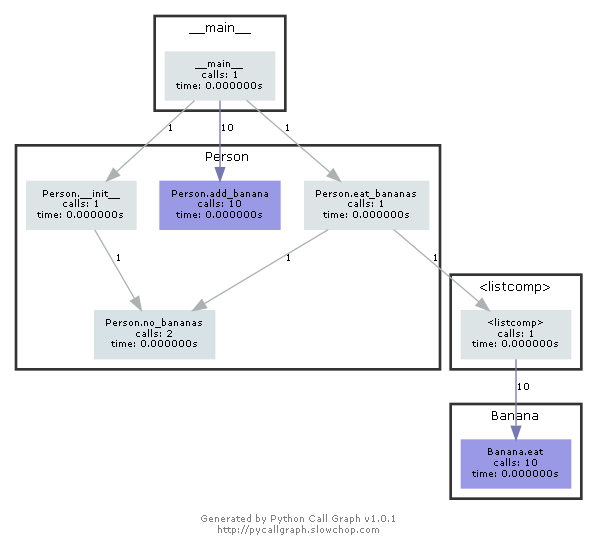 __main__
__main__
calls: 1
time: 0.000000s
1
10
1
Person
Person.__init__
calls: 1
time: 0.000000s
Person.add_banana
calls: 10
time: 0.000000s
Person.eat_bananas
calls: 1
time: 0.000000s
1
1
1
Person.no_bananas
calls: 2
time: 0.000000s
<listcomp>
<listcomp>
calls: 1
time: 0.000000s
10
Banana
Banana.eat
calls: 10
time: 0.000000s
Generated by Python Call Graph v1.0.1
http://pycallgraph.slowchop.com